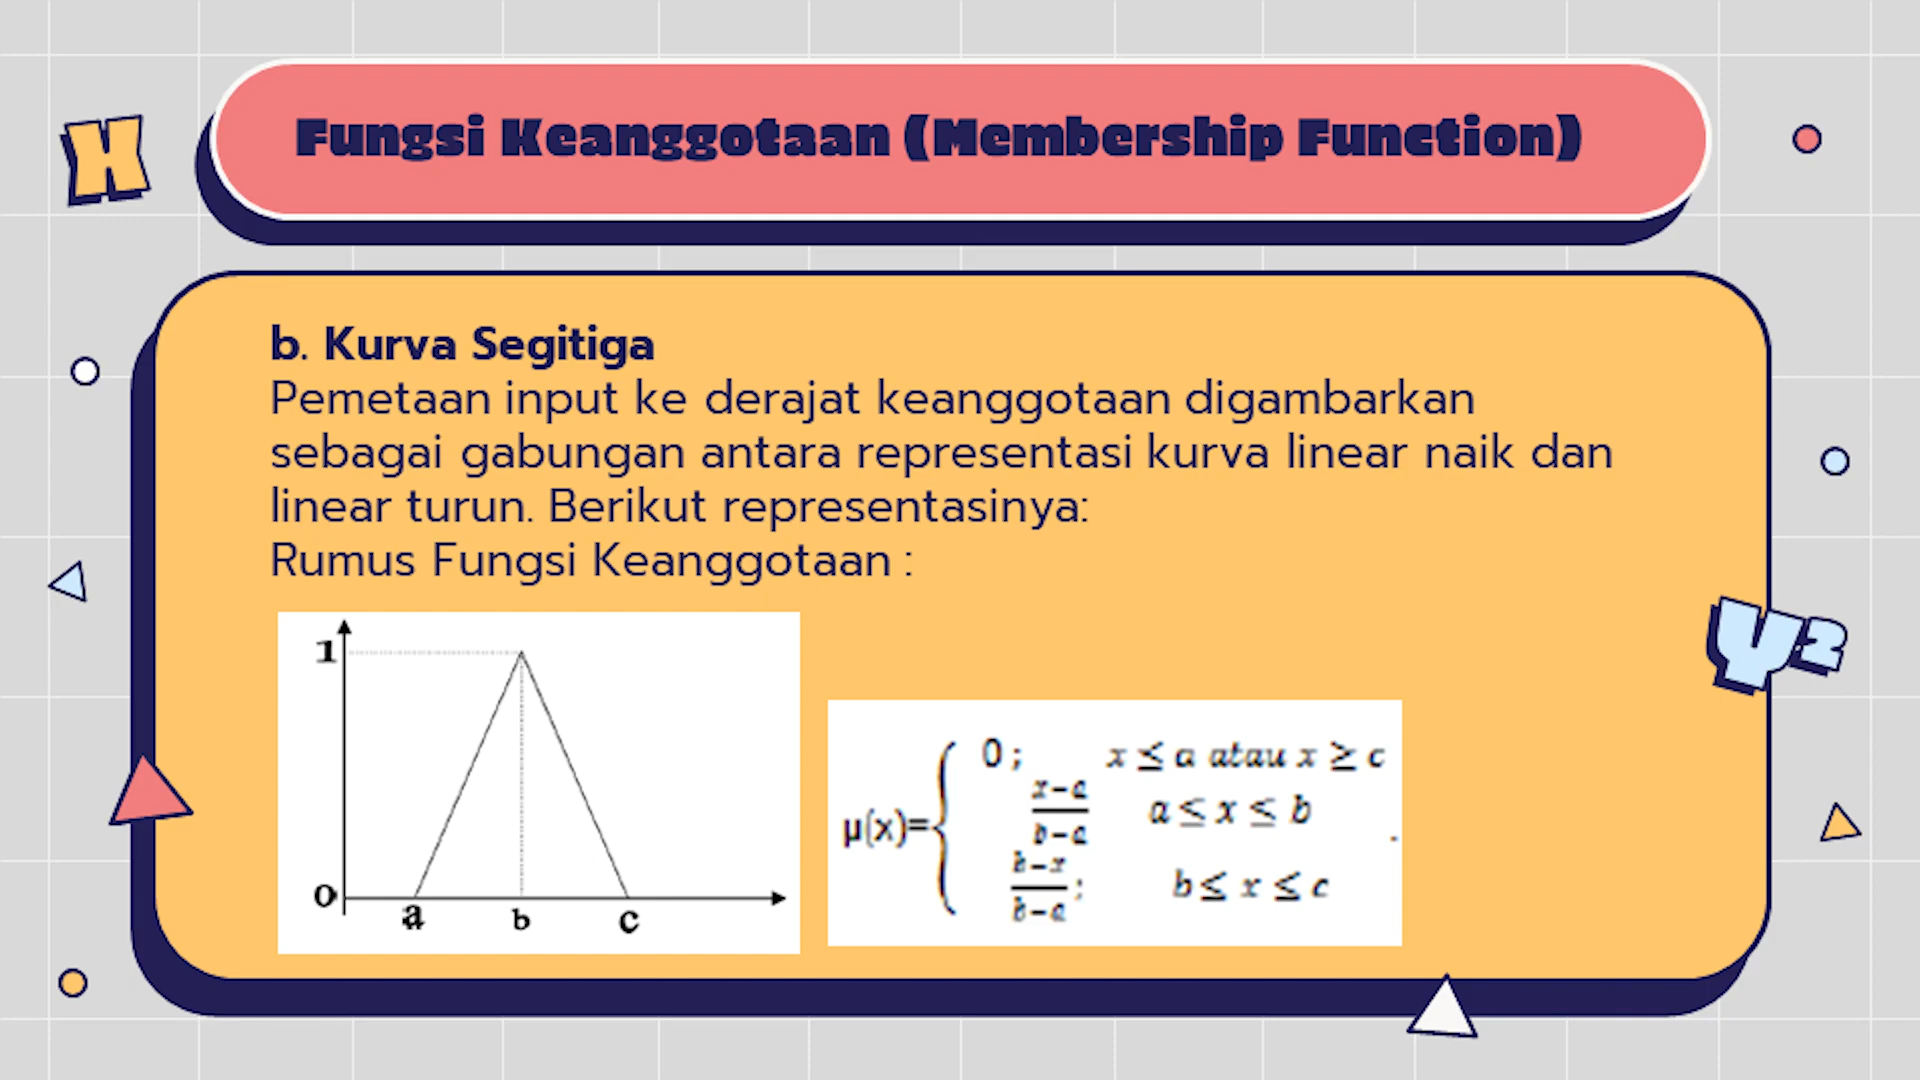 Fungsi Keanggotaan (Membership Function)
X
b. Kurva Segitiga
Pemetaan input ke derajat keanggotaan digambarkan
sebagai gabungan antara representasi kurva linear naik dan
linear turun. Berikut representasinya:
Rumus Fungsi Keanggotaan :
Y²
1
0
a b c
0 ; x ≤ a atau x ≥ c
x−a
a ≤ x ≤ b
b−a
μ(x)=
b−x
b−a ; b ≤ x ≤ c
.